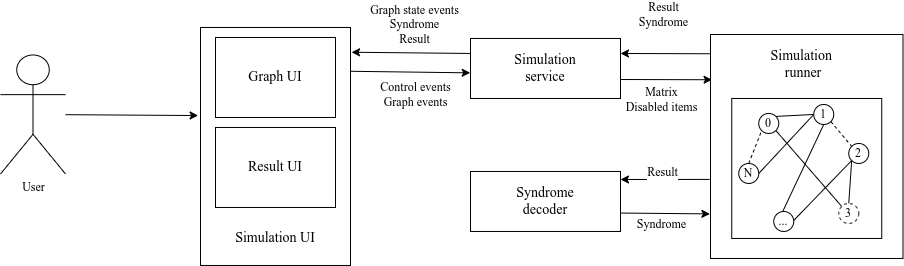 User
Graph UI
Result UI
Simulation UI
Graph state events
Syndrome
Result
Control events
Graph events
Simulation
service
Result
Syndrome
Matrix
Disabled items
Syndrome
decoder
Result
Syndrome
Simulation
runner
0
1
2
N
3
...